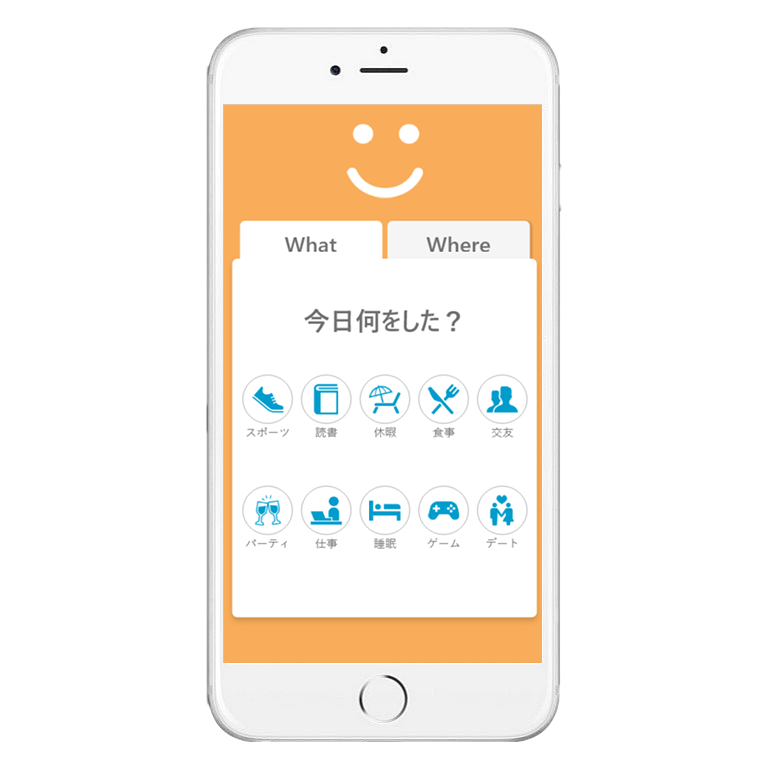 What Where
今日何をした？
スポーツ 読書 休暇 食事 交友
パーティ 仕事 睡眠 ゲーム デート